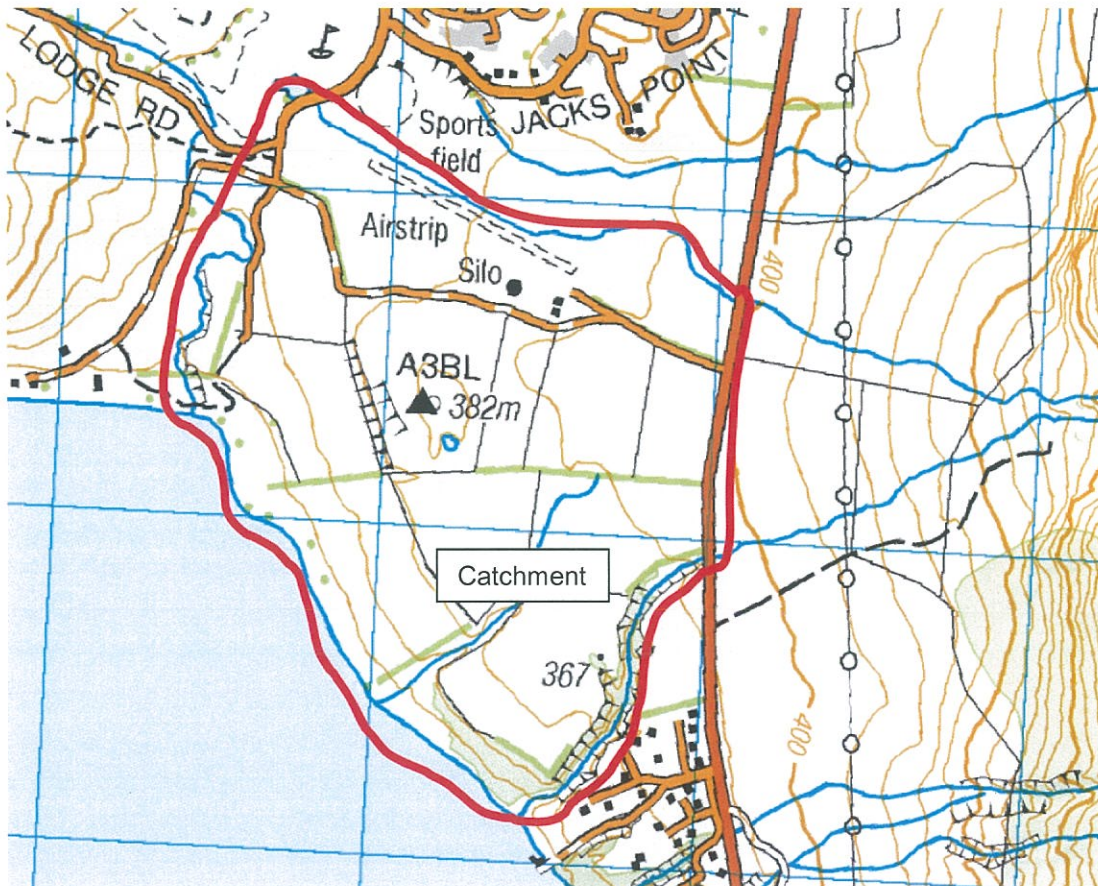 LODGE RD
JACKS POINT
Sports
field
Airstrip
Silo
400
A3BL
382m
Catchment
367
400